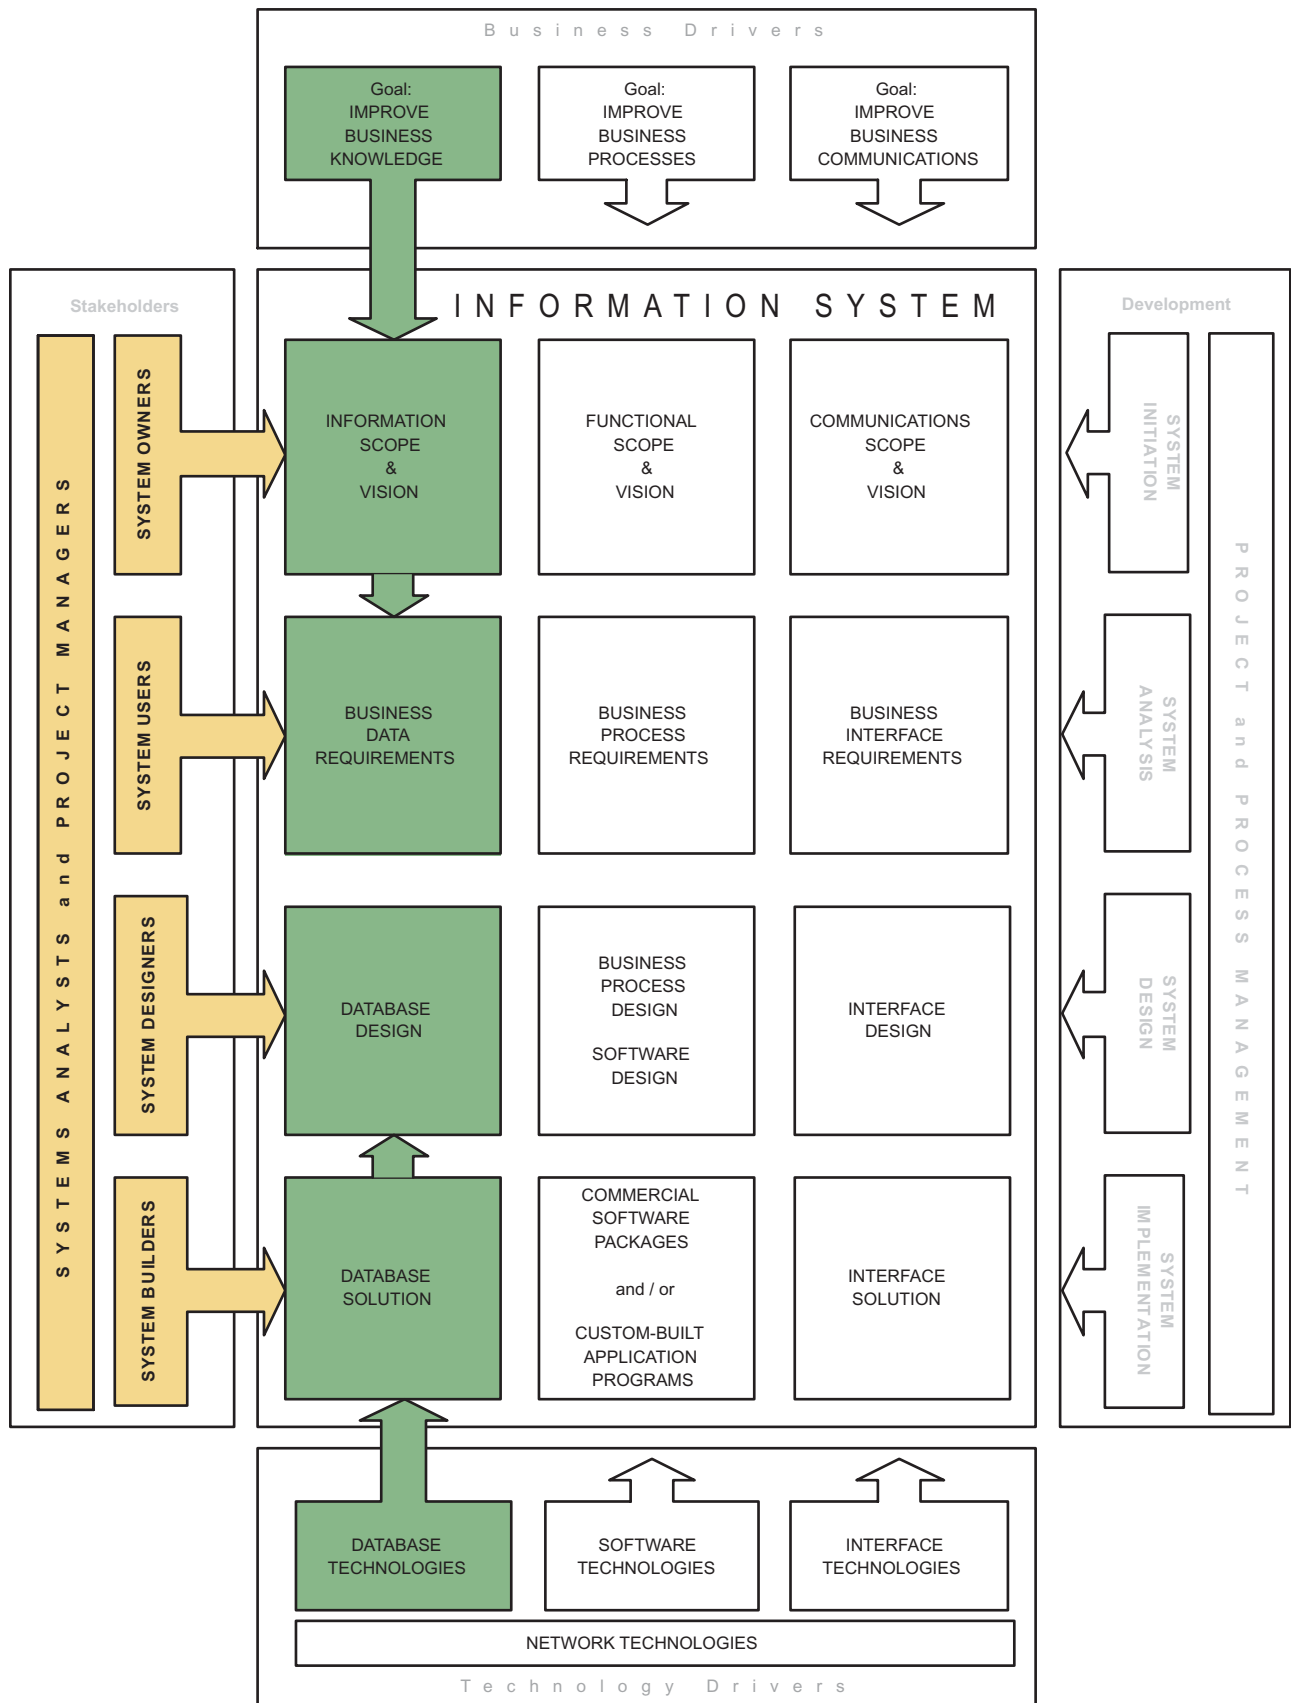 Business Drivers
Goal:
IMPROVE
BUSINESS
KNOWLEDGE
Goal:
IMPROVE
BUSINESS
PROCESSES
Goal:
IMPROVE
BUSINESS
COMMUNICATIONS
Stakeholders
SYSTEMS ANALYSTS and PROJECT MANAGERS
SYSTEM OWNERS
SYSTEM USERS
SYSTEM DESIGNERS
SYSTEM BUILDERS
INFORMATION SYSTEM
INFORMATION
SCOPE
&
VISION
FUNCTIONAL
SCOPE
&
VISION
COMMUNICATIONS
SCOPE
&
VISION
BUSINESS
DATA
REQUIREMENTS
BUSINESS
PROCESS
REQUIREMENTS
BUSINESS
INTERFACE
REQUIREMENTS
DATABASE
DESIGN
BUSINESS
PROCESS
DESIGN
SOFTWARE
DESIGN
INTERFACE
DESIGN
DATABASE
SOLUTION
COMMERCIAL
SOFTWARE
PACKAGES
and / or
CUSTOM-BUILT
APPLICATION
PROGRAMS
INTERFACE
SOLUTION
Development
SYSTEM
INITIATION
SYSTEM
ANALYSIS
SYSTEM
DESIGN
SYSTEM
IMPLEMENTATION
PROJECT and PROCESS MANAGEMENT
DATABASE
TECHNOLOGIES
SOFTWARE
TECHNOLOGIES
INTERFACE
TECHNOLOGIES
NETWORK TECHNOLOGIES
Technology Drivers